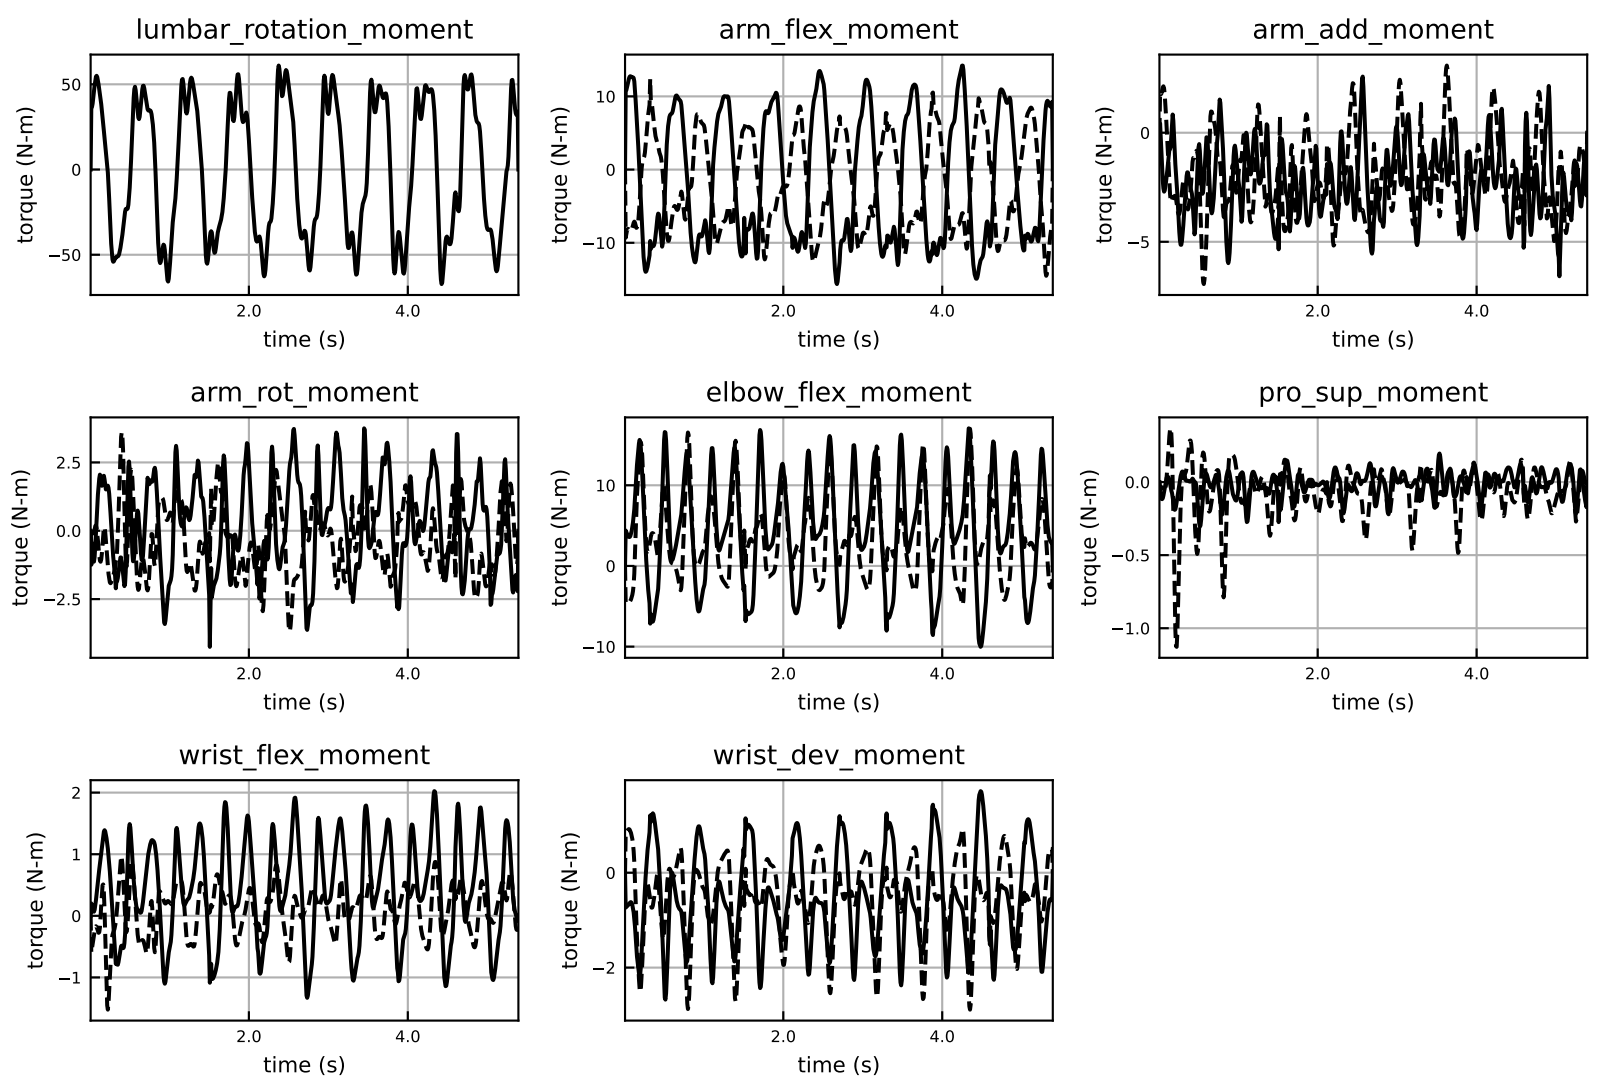 lumbar_rotation_moment
torque (N-m)
50
0
−50
2.0
4.0
time (s)
arm_flex_moment
torque (N-m)
10
0
−10
2.0
4.0
time (s)
arm_add_moment
torque (N-m)
0
−5
2.0
4.0
time (s)
arm_rot_moment
torque (N-m)
2.5
0.0
−2.5
2.0
4.0
time (s)
elbow_flex_moment
torque (N-m)
10
0
−10
2.0
4.0
time (s)
pro_sup_moment
torque (N-m)
0.0
−0.5
−1.0
2.0
4.0
time (s)
wrist_flex_moment
torque (N-m)
2
1
0
−1
2.0
4.0
time (s)
wrist_dev_moment
torque (N-m)
0
−2
2.0
4.0
time (s)